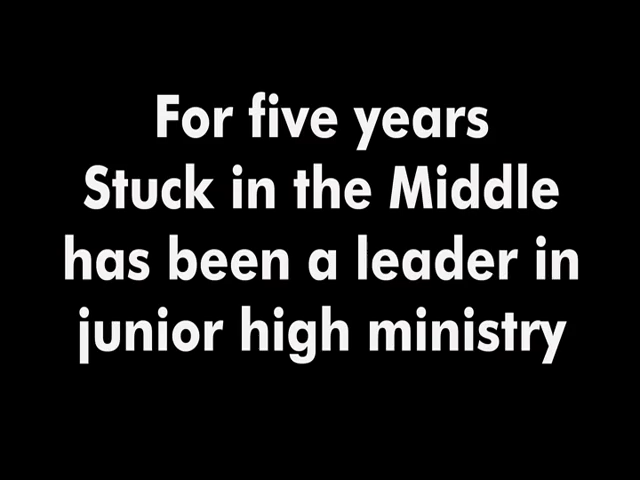 For five years
Stuck in the Middle
has been a leader in
junior high ministry